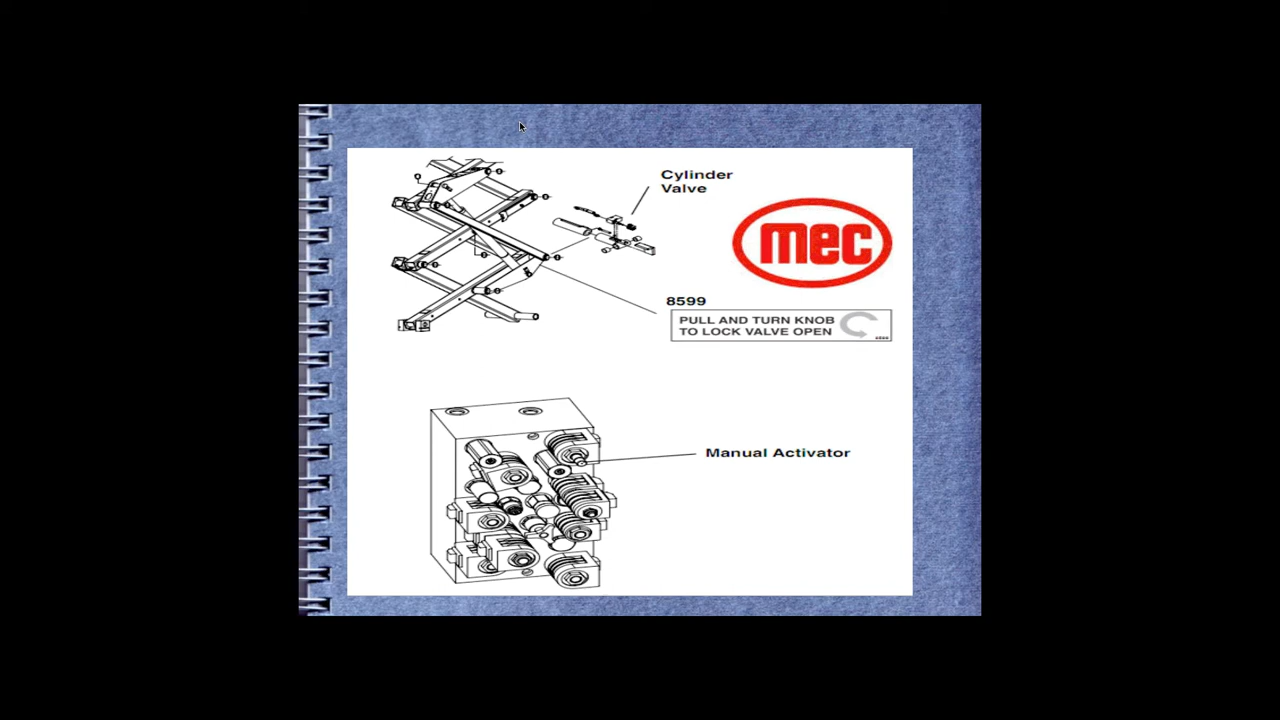 Cylinder
Valve
mec
8599
PULL AND TURN KNOB
TO LOCK VALVE OPEN
Manual Activator